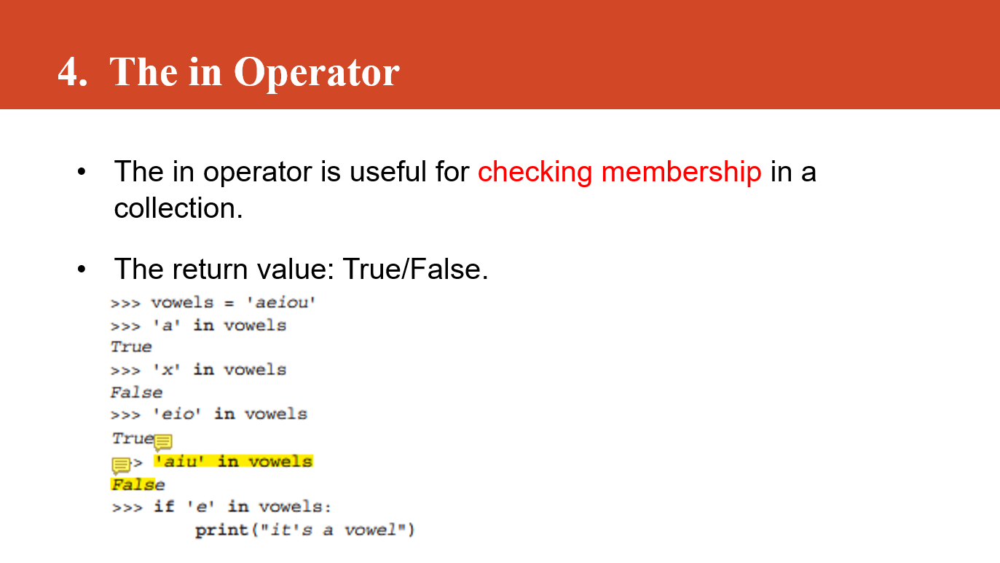 4. The in Operator
• The in operator is useful for checking membership in a
collection.
• The return value: True/False.
>>> vowels = 'aeiou'
>>> 'a' in vowels
True
>>> 'x' in vowels
False
>>> 'eio' in vowels
True
> 'aiu' in vowels
False
>>> if 'e' in vowels:
print("it's a vowel")